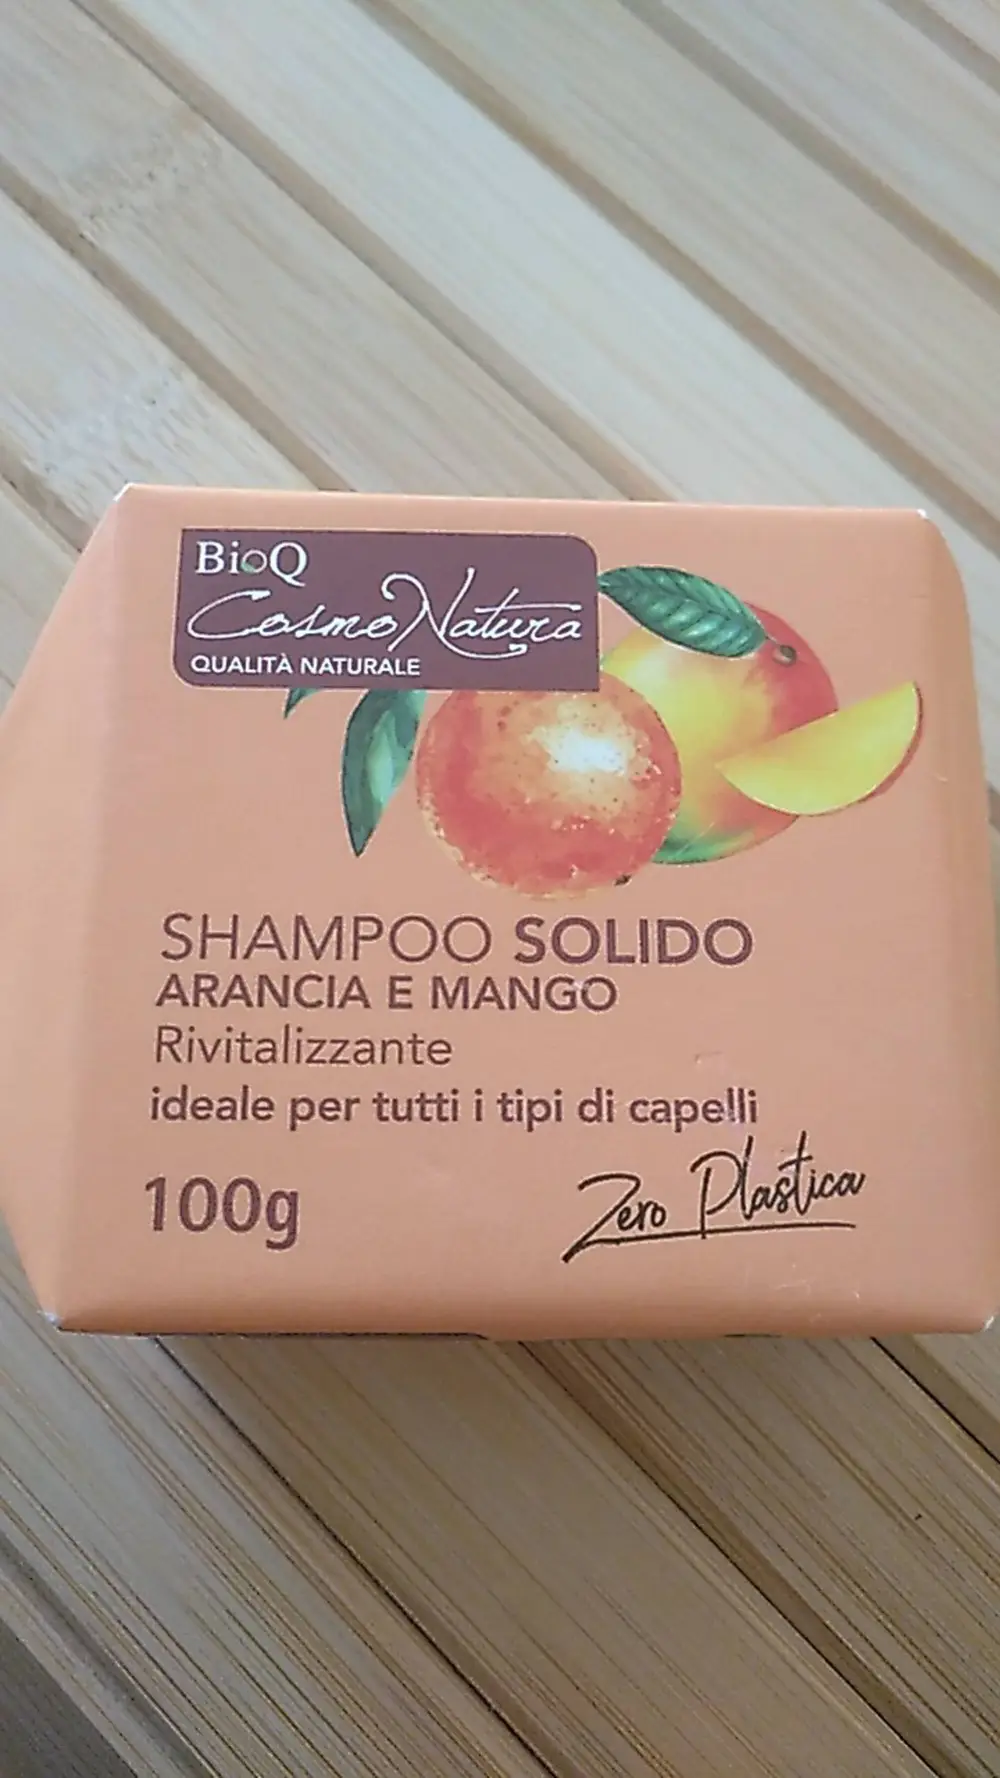 BioQ
CosmoNatura
QUALITÀ NATURALE
SHAMPOO SOLIDO
ARANCIA E MANGO
Rivitalizzante
ideale per tutti i tipi di capelli
100g
Zero Plastica